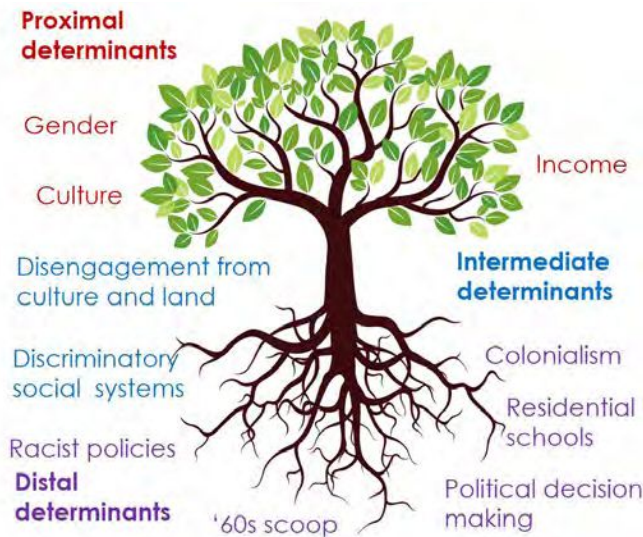 Proximal
determinants
Gender
Income
Culture
Disengagement from
culture and land
Intermediate
determinants
Discriminatory
social systems
Colonialism
Residential
schools
Racist policies
Distal
determinants
‘60s scoop
Political decision
making